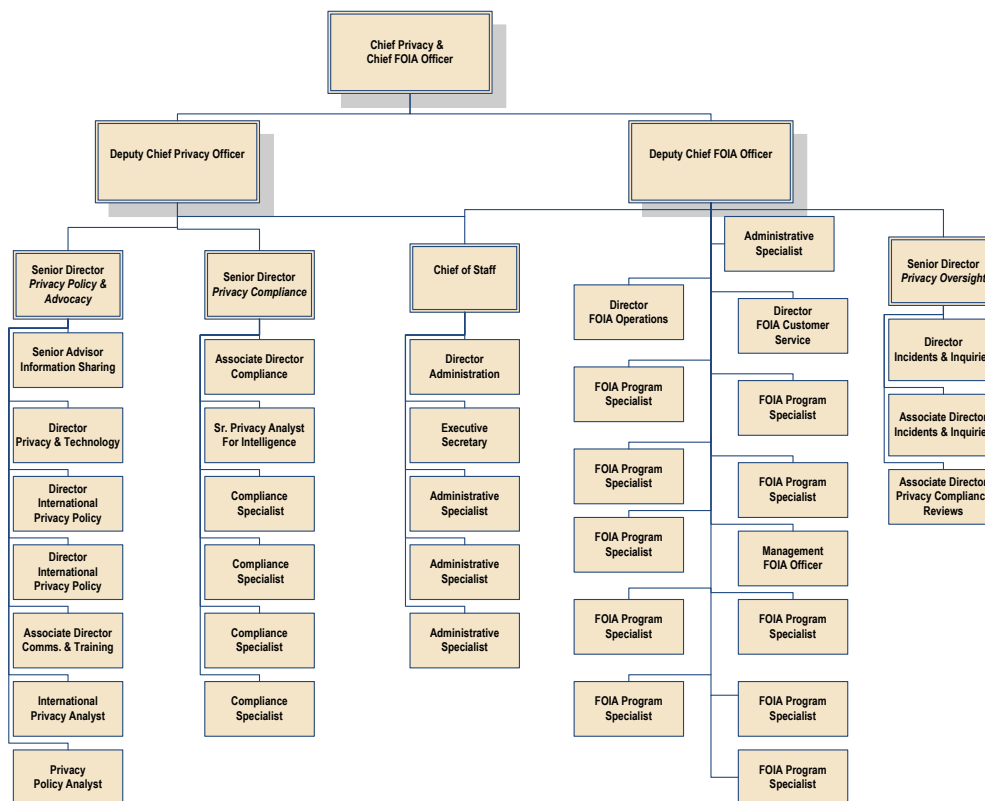 Chief Privacy &
Chief FOIA Officer
Deputy Chief Privacy Officer
Deputy Chief FOIA Officer
Senior Director
Privacy Policy &
Advocacy
Senior Advisor
Information Sharing
Director
Privacy & Technology
Director
International
Privacy Policy
Director
International
Privacy Policy
Associate Director
Comms. & Training
International
Privacy Analyst
Privacy
Policy Analyst
Senior Director
Privacy Compliance
Associate Director
Compliance
Sr. Privacy Analyst
For Intelligence
Compliance
Specialist
Compliance
Specialist
Compliance
Specialist
Compliance
Specialist
Chief of Staff
Director
Administration
Executive
Secretary
Administrative
Specialist
Administrative
Specialist
Administrative
Specialist
Administrative
Specialist
Director
FOIA Operations
Director
FOIA Customer
Service
FOIA Program
Specialist
FOIA Program
Specialist
FOIA Program
Specialist
FOIA Program
Specialist
FOIA Program
Specialist
Management
FOIA Officer
FOIA Program
Specialist
FOIA Program
Specialist
FOIA Program
Specialist
FOIA Program
Specialist
FOIA Program
Specialist
Senior Director
Privacy Oversight
Director
Incidents & Inquirie
Associate Director
Incidents & Inquirie
Associate Director
Privacy Complianc
Reviews